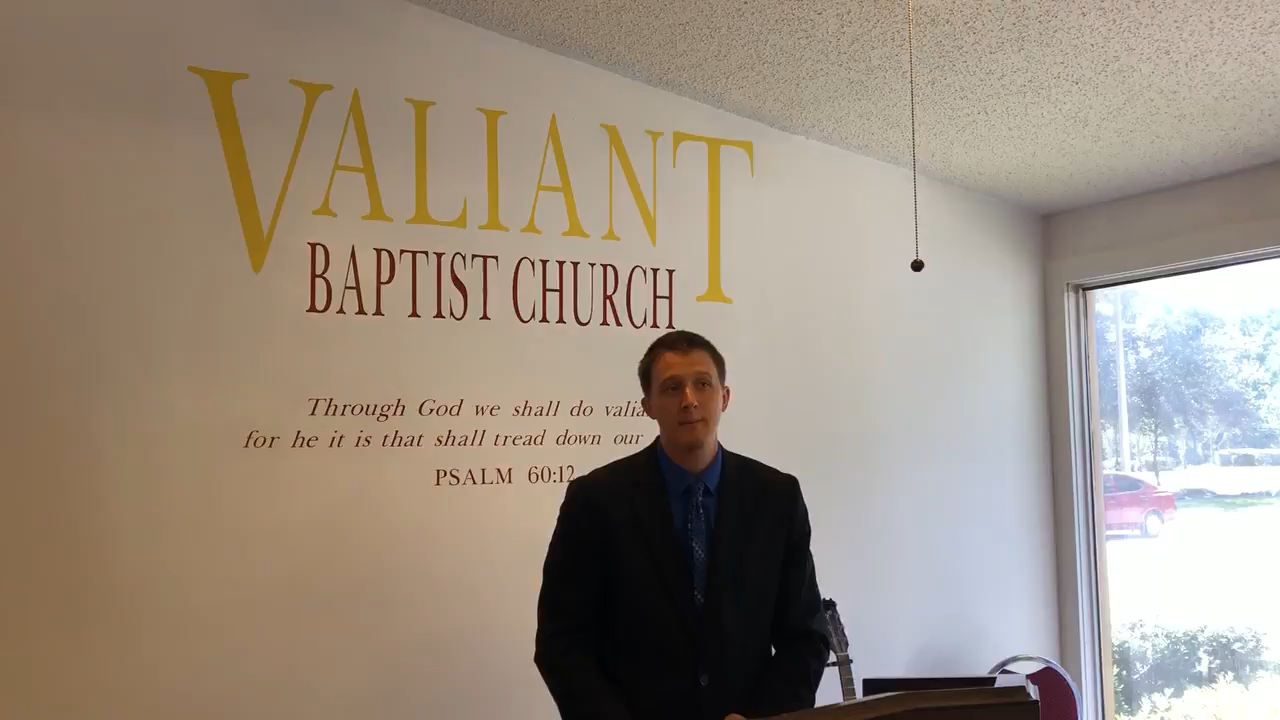 VALIANT
BAPTIST CHURCH
Through God we shall do
for he it is that shall tread down our
PSALM 60:12